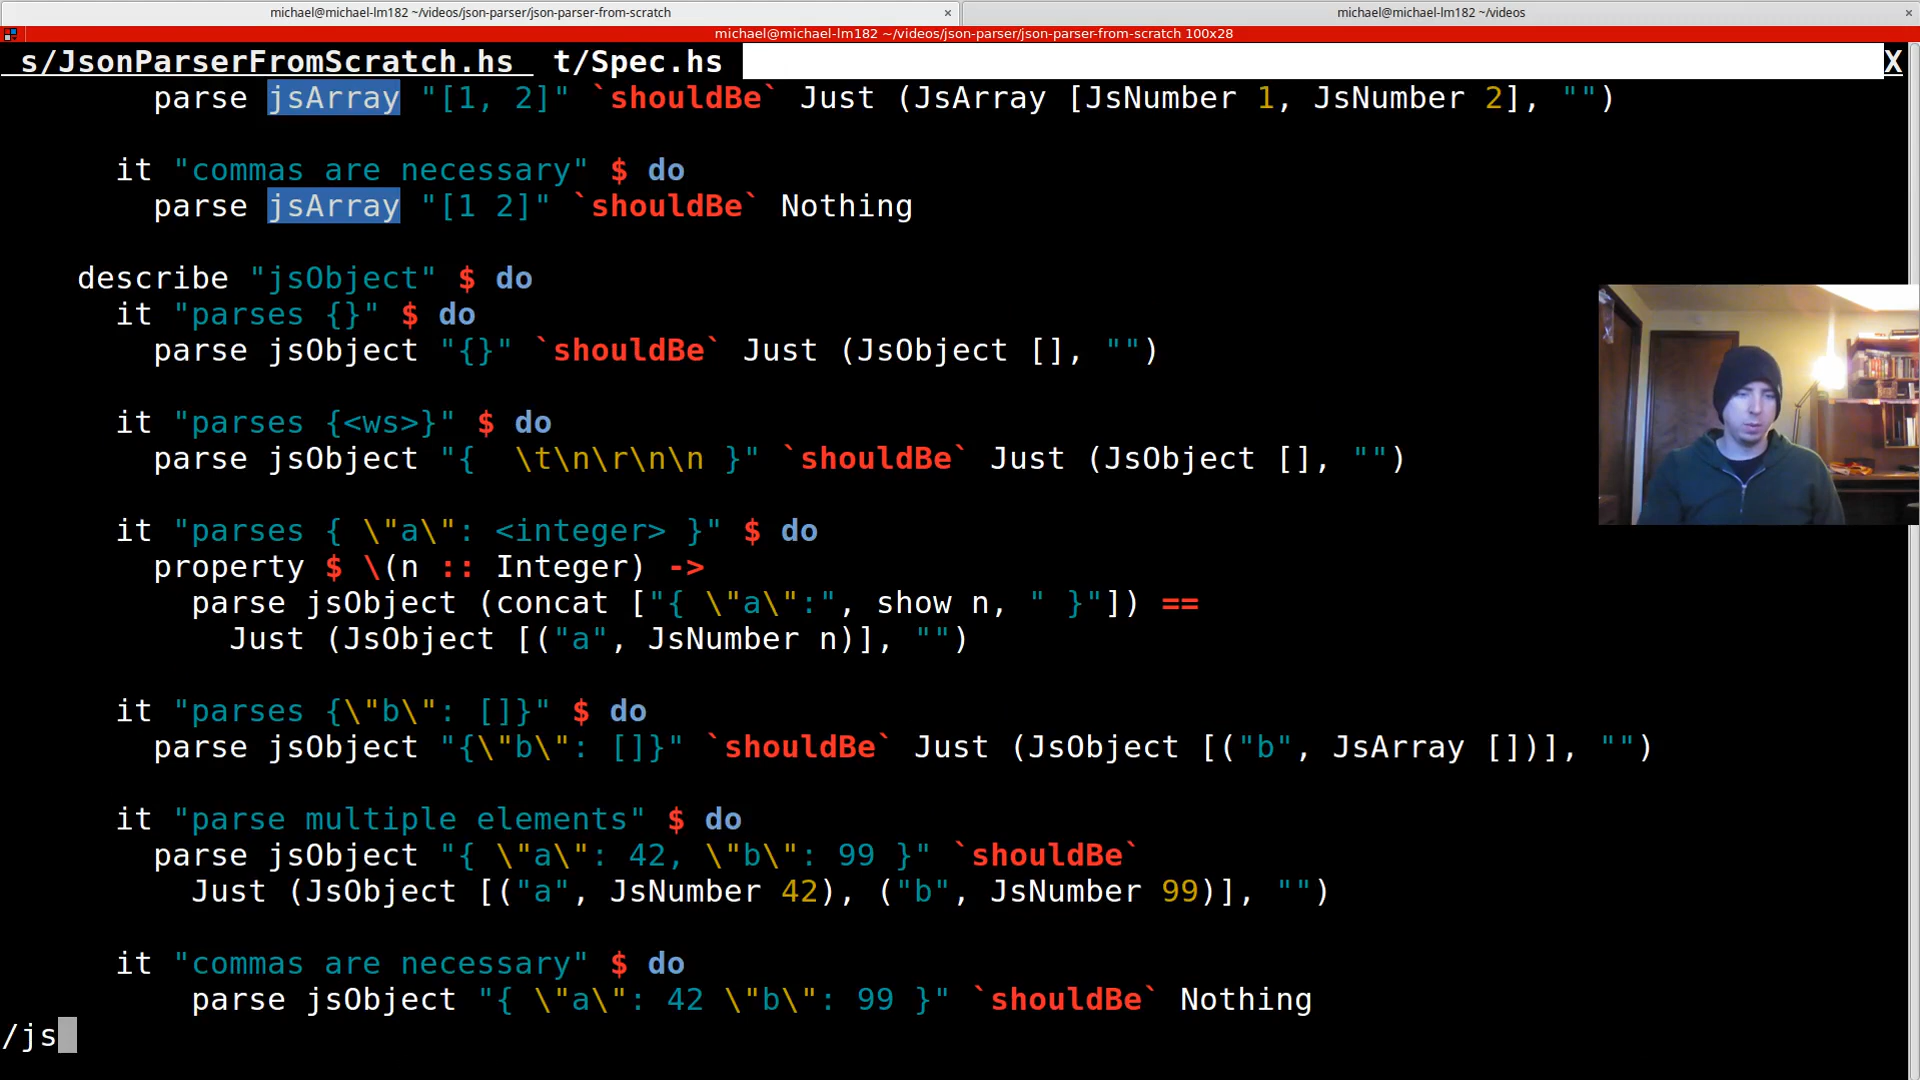 michael@michael-lm182 ~/videos/json-parser/json-parser-from-scratch × michael@michael-lm182 ~/videos ×
michael@michael-lm182 ~/videos/json-parser/json-parser-from-scratch 100x28
s/JsonParserFromScratch.hs t/Spec.hs X
parse jsArray "[1, 2]" `shouldBe` Just (JsArray [JsNumber 1, JsNumber 2], "")
it "commas are necessary" $ do
parse jsArray "[1 2]" `shouldBe` Nothing
describe "jsObject" $ do
it "parses {}" $ do
parse jsObject "{}" `shouldBe` Just (JsObject [], "")
it "parses {<ws>}" $ do
parse jsObject "{  \t\n\r\n\n }" `shouldBe` Just (JsObject [], "")
it "parses { \"a\": <integer> }" $ do
property $ \(n :: Integer) ->
parse jsObject (concat ["{ \"a\":", show n, " }"]) ==
Just (JsObject [("a", JsNumber n)], "")
it "parses {\"b\": []}" $ do
parse jsObject "{\"b\": []}" `shouldBe` Just (JsObject [("b", JsArray [])], "")
it "parse multiple elements" $ do
parse jsObject "{ \"a\": 42, \"b\": 99 }" `shouldBe`
Just (JsObject [("a", JsNumber 42), ("b", JsNumber 99)], "")
it "commas are necessary" $ do
parse jsObject "{ \"a\": 42 \"b\": 99 }" `shouldBe` Nothing
/js